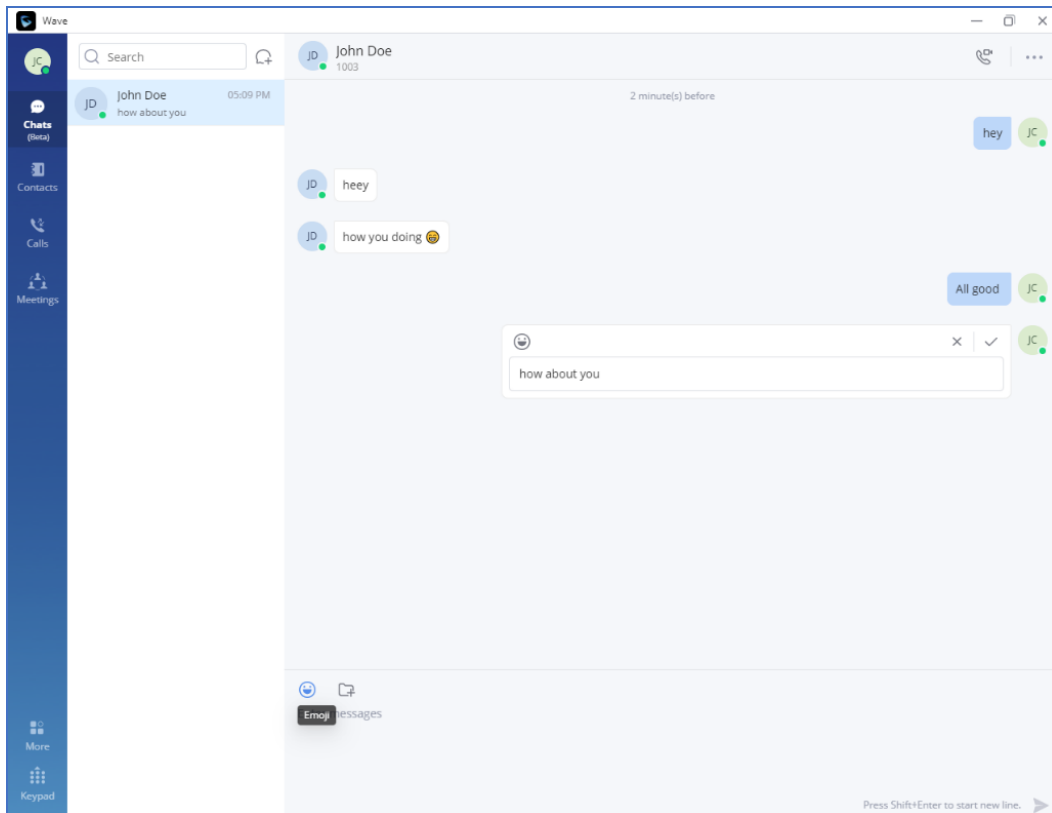 Wave
JC
Search
JD
John Doe
1003
Chats
(Beta)
JD
John Doe
05:09 PM
how about you
2 minute(s) before
hey
JC
Contacts
JD
heey
Calls
JD
how you doing 😄
Meetings
All good
JC
JC
how about you
Emoji
messages
More
Keypad
Press Shift+Enter to start new line.